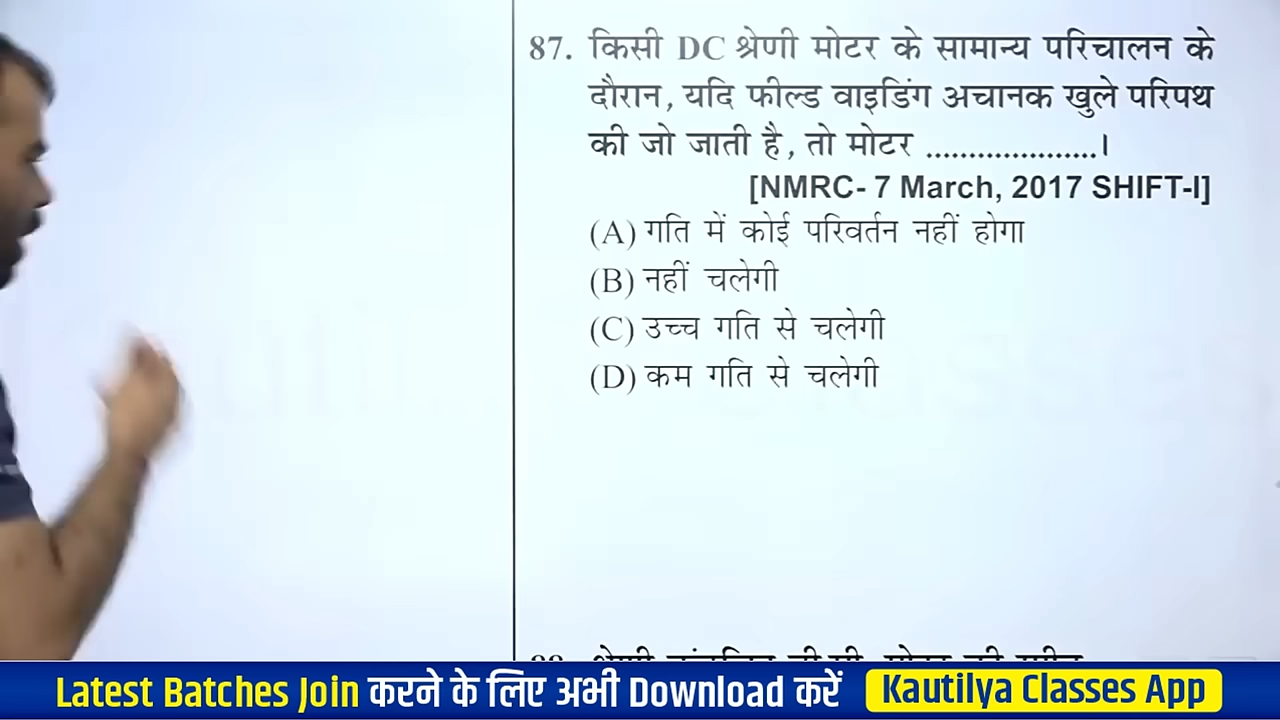 87. किसी DC श्रेणी मोटर के सामान्य परिचालन के
दौरान, यदि फील्ड वाइडिंग अचानक खुले परिपथ
की जो जाती है, तो मोटर .....................।
[NMRC- 7 March, 2017 SHIFT-I]
(A) गति में कोई परिवर्तन नहीं होगा
(B) नहीं चलेगी
(C) उच्च गति से चलेगी
(D) कम गति से चलेगी
Latest Batches Join करने के लिए अभी Download करें Kautilya Classes App